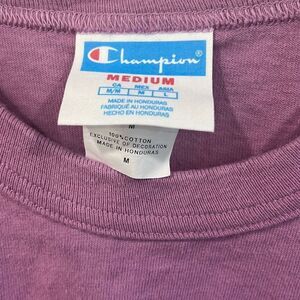 Champion
MEDIUM
CA MEX ASIA
M/M M L
MADE IN HONDURAS
FABRIQUÉ AU HONDURAS
HECHO EN HONDURAS
M
100% COTTON
EXCLUSIVE OF DECORATION
MADE IN HONDURAS
M